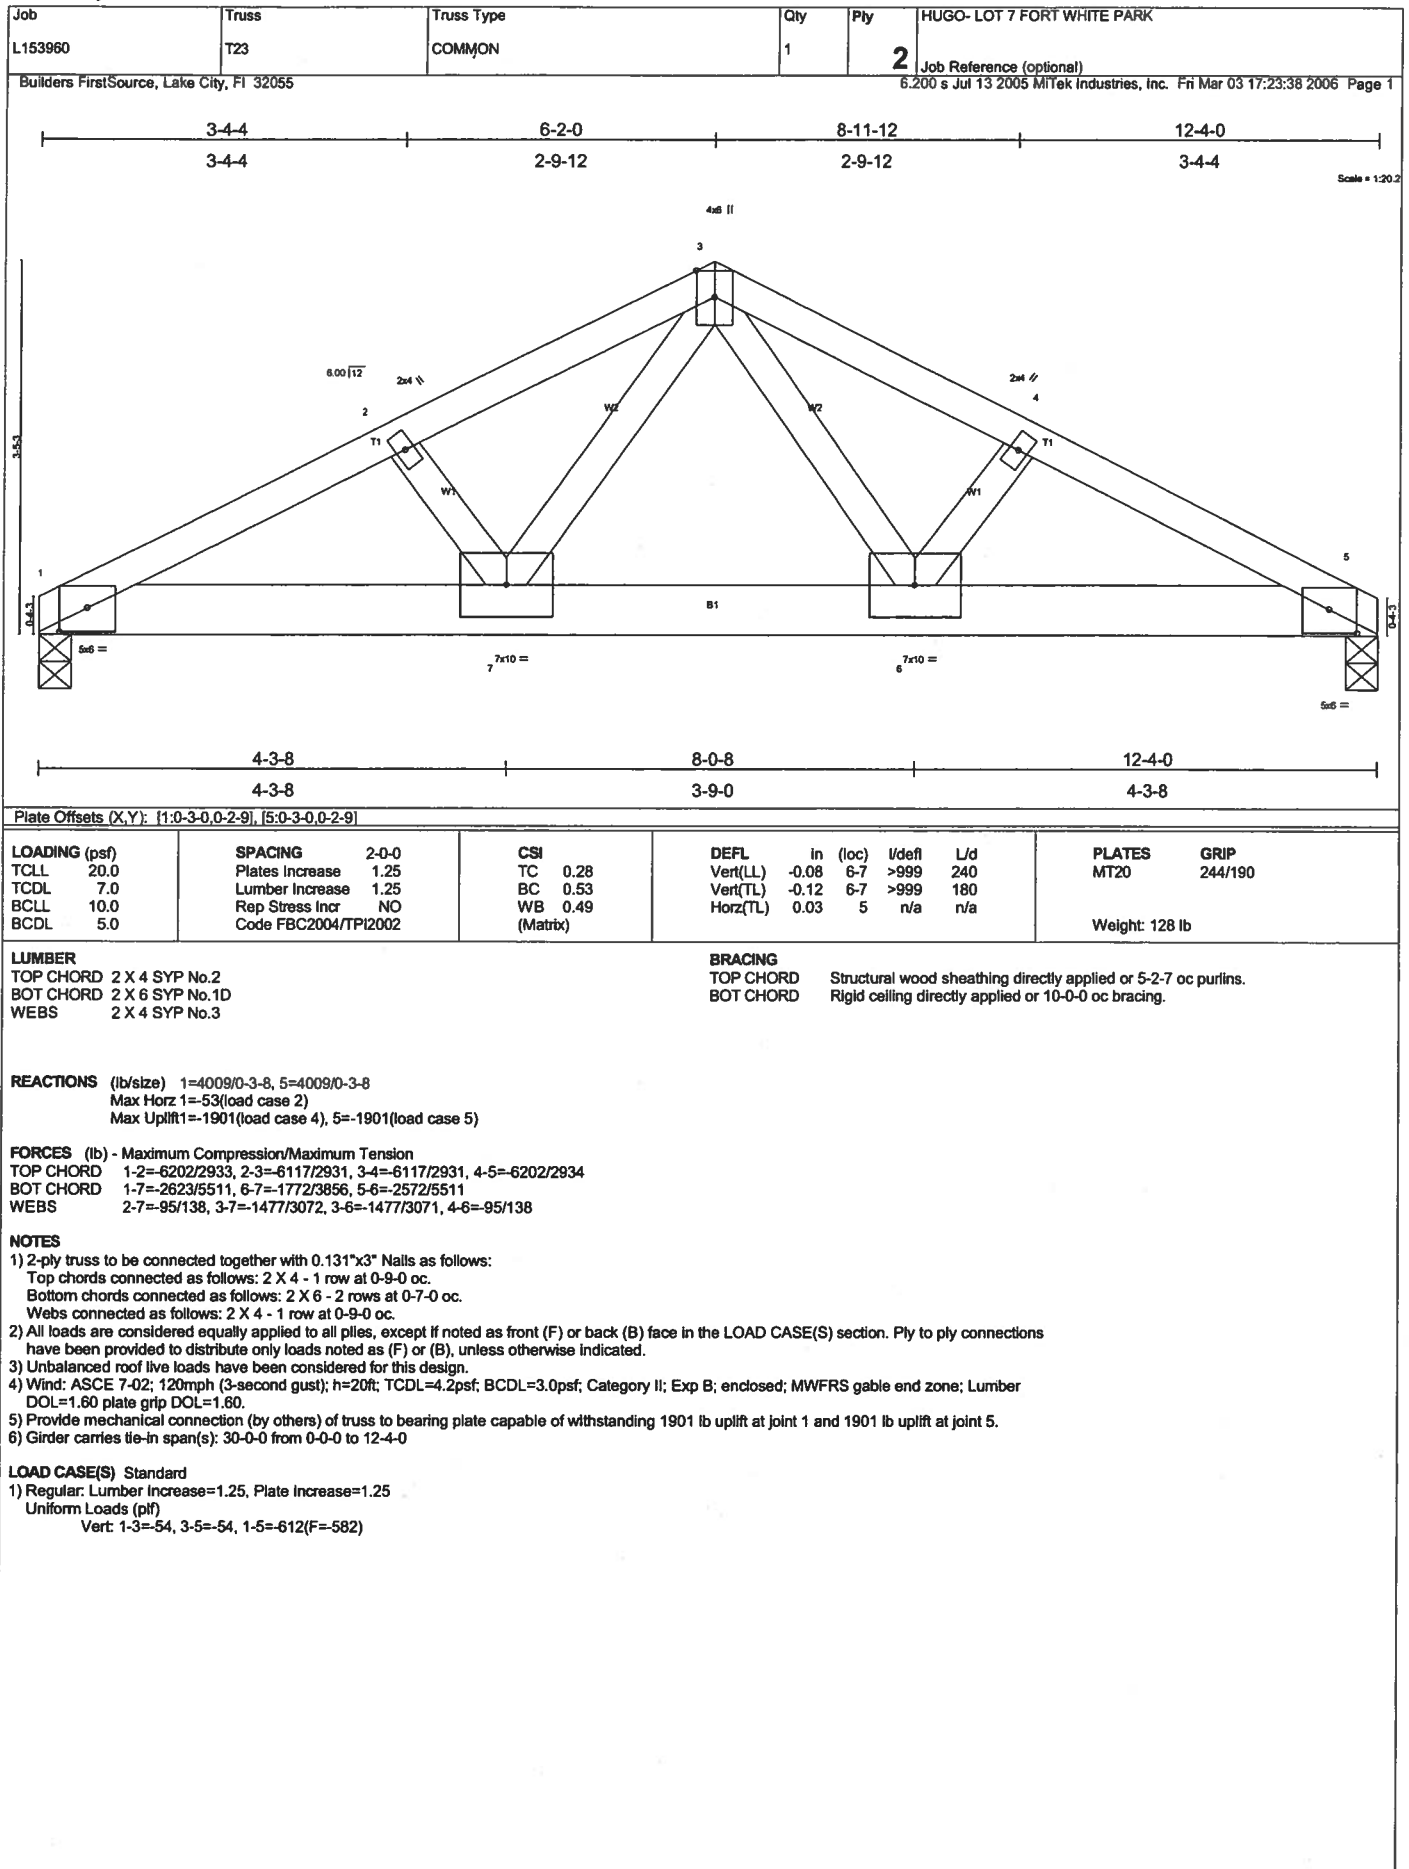 Job Truss Truss Type Qty Ply HUGO- LOT 7 FORT WHITE PARK
L153960 T23 COMMON 1 2 Job Reference (optional)
Builders FirstSource, Lake City, Fl 32055 6.200 s Jul 13 2005 MiTek Industries, Inc. Fri Mar 03 17:23:38 2006 Page 1
3-4-4 6-2-0 8-11-12 12-4-0
3-4-4 2-9-12 2-9-12 3-4-4
Scale = 1:20.2
4x6 ||
3
6.00 12
2x4 \\
2x4 //
2
4
T1
T1
W2
W2
W1
W1
3-5-3
1
5
0-4-3
0-4-3
B1
5x6 =
7x10 =
7
7x10 =
6
5x6 =
4-3-8 8-0-8 12-4-0
4-3-8 3-9-0 4-3-8
Plate Offsets (X,Y): [1:0-3-0,0-2-9], [5:0-3-0,0-2-9]
LOADING (psf) SPACING 2-0-0 CSI DEFL in (loc) l/defl L/d PLATES GRIP
TCLL 20.0 Plates Increase 1.25 TC 0.28 Vert(LL) -0.08 6-7 >999 240 MT20 244/190
TCDL 7.0 Lumber Increase 1.25 BC 0.53 Vert(TL) -0.12 6-7 >999 180
BCLL 10.0 Rep Stress Incr NO WB 0.49 Horz(TL) 0.03 5 n/a n/a
BCDL 5.0 Code FBC2004/TPI2002 (Matrix) Weight: 128 lb
LUMBER
TOP CHORD 2 X 4 SYP No.2
BOT CHORD 2 X 6 SYP No.1D
WEBS 2 X 4 SYP No.3
BRACING
TOP CHORD Structural wood sheathing directly applied or 5-2-7 oc purlins.
BOT CHORD Rigid ceiling directly applied or 10-0-0 oc bracing.
REACTIONS (lb/size) 1=4009/0-3-8, 5=4009/0-3-8
Max Horz 1=-53(load case 2)
Max Uplift1=-1901(load case 4), 5=-1901(load case 5)
FORCES (lb) - Maximum Compression/Maximum Tension
TOP CHORD 1-2=-6202/2933, 2-3=-6117/2931, 3-4=-6117/2931, 4-5=-6202/2934
BOT CHORD 1-7=-2623/5511, 6-7=-1772/3856, 5-6=-2572/5511
WEBS 2-7=-95/138, 3-7=-1477/3072, 3-6=-1477/3071, 4-6=-95/138
NOTES
1) 2-ply truss to be connected together with 0.131"x3" Nails as follows:
Top chords connected as follows: 2 X 4 - 1 row at 0-9-0 oc.
Bottom chords connected as follows: 2 X 6 - 2 rows at 0-7-0 oc.
Webs connected as follows: 2 X 4 - 1 row at 0-9-0 oc.
2) All loads are considered equally applied to all plies, except if noted as front (F) or back (B) face in the LOAD CASE(S) section. Ply to ply connections
have been provided to distribute only loads noted as (F) or (B), unless otherwise indicated.
3) Unbalanced roof live loads have been considered for this design.
4) Wind: ASCE 7-02; 120mph (3-second gust); h=20ft; TCDL=4.2psf; BCDL=3.0psf; Category II; Exp B; enclosed; MWFRS gable end zone; Lumber
DOL=1.60 plate grip DOL=1.60.
5) Provide mechanical connection (by others) of truss to bearing plate capable of withstanding 1901 lb uplift at joint 1 and 1901 lb uplift at joint 5.
6) Girder carries tie-in span(s): 30-0-0 from 0-0-0 to 12-4-0
LOAD CASE(S) Standard
1) Regular: Lumber Increase=1.25, Plate Increase=1.25
Uniform Loads (plf)
Vert: 1-3=-54, 3-5=-54, 1-5=-612(F=-582)